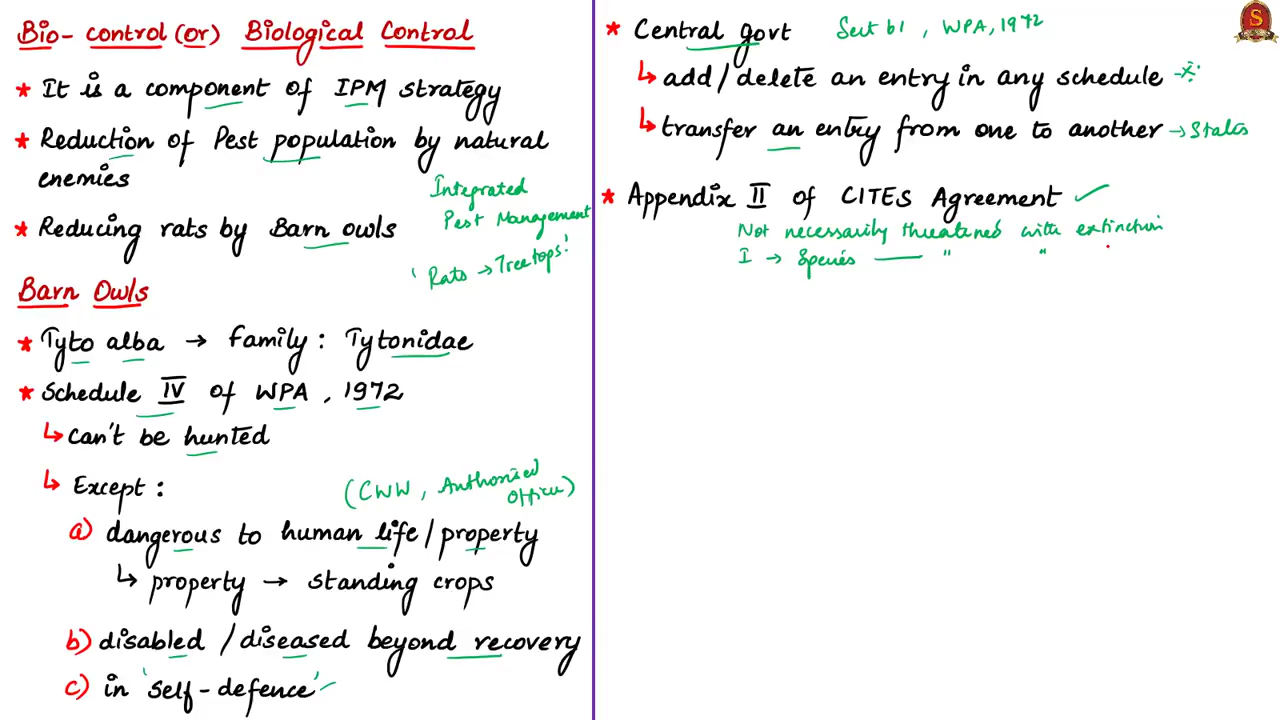 Bio-control (or) Biological Control
* It is a component of IPM strategy
* Reduction of Pest population by natural
enemies
Integrated
Pest Management
* Reducing rats by Barn owls
'Rats → Treetops!'
Barn Owls
* Tyto alba → Family: Tytonidae
* Schedule IV of WPA, 1972
↳ Can't be hunted
↳ Except:
(CWW, Authorised
Officer)
a) dangerous to human life/property
↳ property → standing crops
b) disabled / diseased beyond recovery
c) in 'self-defence'
* Central govt Sect 61, WPA, 1972
↳ add/delete an entry in any schedule
↳ transfer an entry from one to another → States
* Appendix II of CITES Agreement ✓
Not necessarily threatened with extinction
I → Species —— " "
S